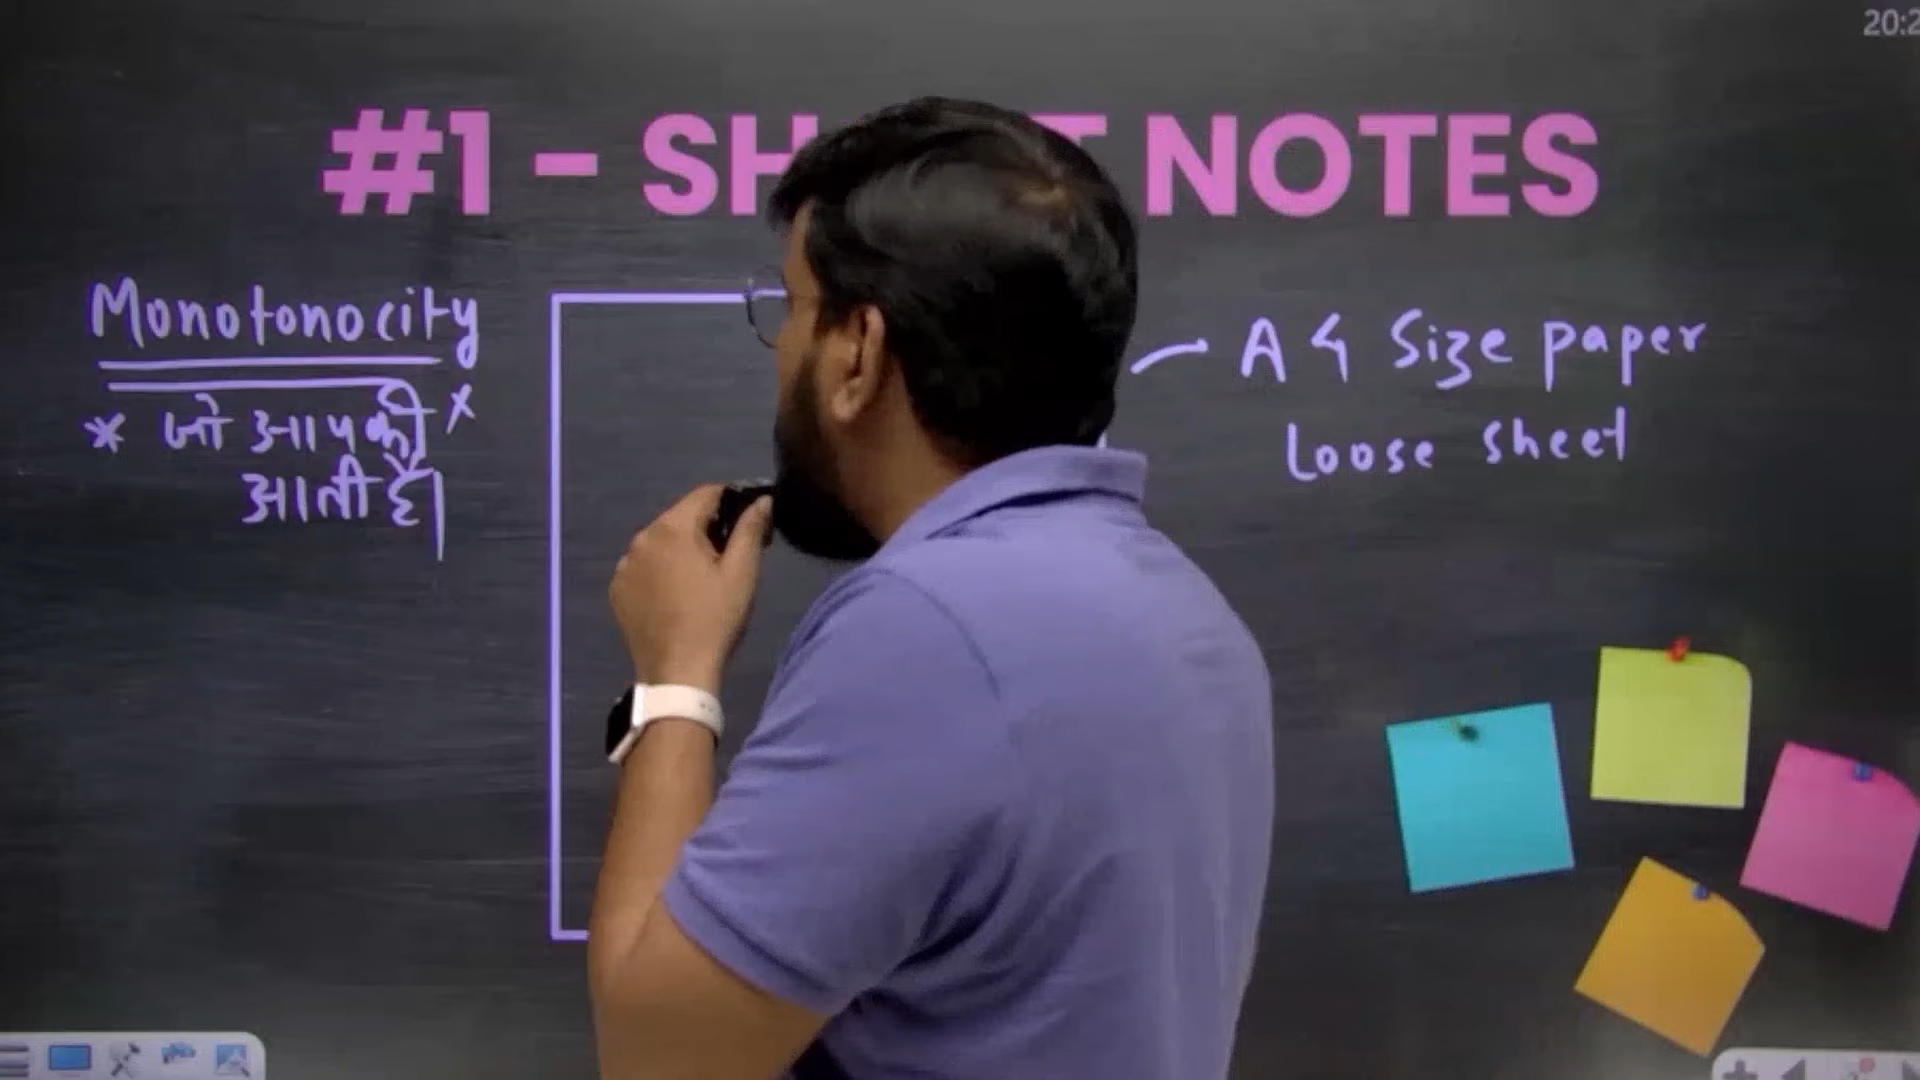 20:2
#1 - SH T NOTES
Monotonocity
* जो आपकी x
आती है।
A4 Size paper
Loose sheet